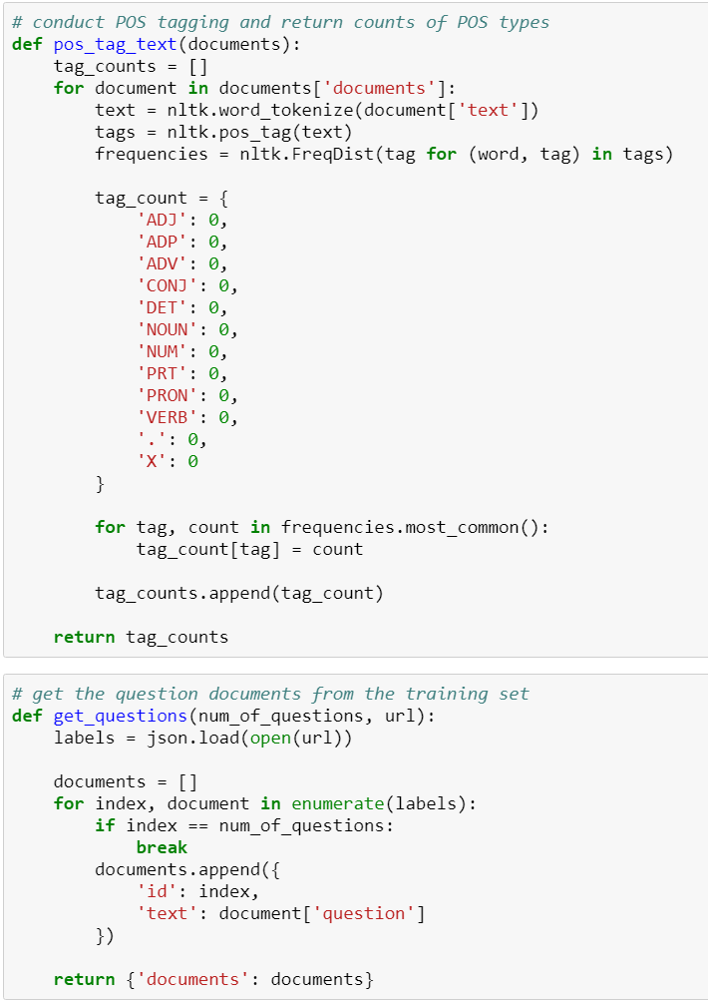 # conduct POS tagging and return counts of POS types
def pos_tag_text(documents):
    tag_counts = []
    for document in documents['documents']:
        text = nltk.word_tokenize(document['text'])
        tags = nltk.pos_tag(text)
        frequencies = nltk.FreqDist(tag for (word, tag) in tags)

        tag_count = {
            'ADJ': 0,
            'ADP': 0,
            'ADV': 0,
            'CONJ': 0,
            'DET': 0,
            'NOUN': 0,
            'NUM': 0,
            'PRT': 0,
            'PRON': 0,
            'VERB': 0,
            '.': 0,
            'X': 0
        }

        for tag, count in frequencies.most_common():
            tag_count[tag] = count

        tag_counts.append(tag_count)

    return tag_counts

# get the question documents from the training set
def get_questions(num_of_questions, url):
    labels = json.load(open(url))

    documents = []
    for index, document in enumerate(labels):
        if index == num_of_questions:
            break
        documents.append({
            'id': index,
            'text': document['question']
        })

    return {'documents': documents}